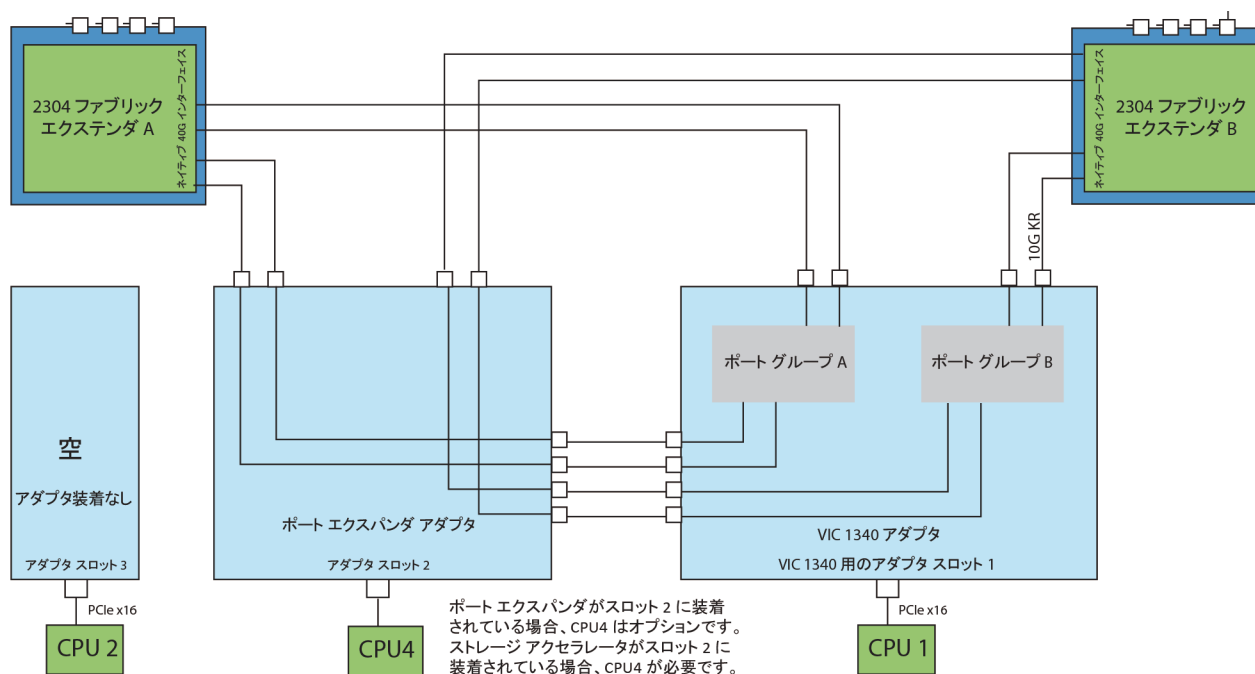 2304 ファブリック
エクステンダ A
ネイティブ 40G インターフェイス
2304 ファブリック
エクステンダ B
ネイティブ 40G インターフェイス
10G KR
ポート グループ A
ポート グループ B
空
アダプタ装着なし
アダプタ スロット 3
ポート エクスパンダ アダプタ
アダプタ スロット 2
VIC 1340 アダプタ
VIC 1340 用のアダプタ スロット 1
PCIe x16
CPU 2
CPU4
ポート エクスパンダがスロット 2 に装着
されている場合、CPU4 はオプションです。
ストレージ アクセラレータがスロット 2 に
装着されている場合、CPU4 が必要です。
PCIe x16
CPU 1